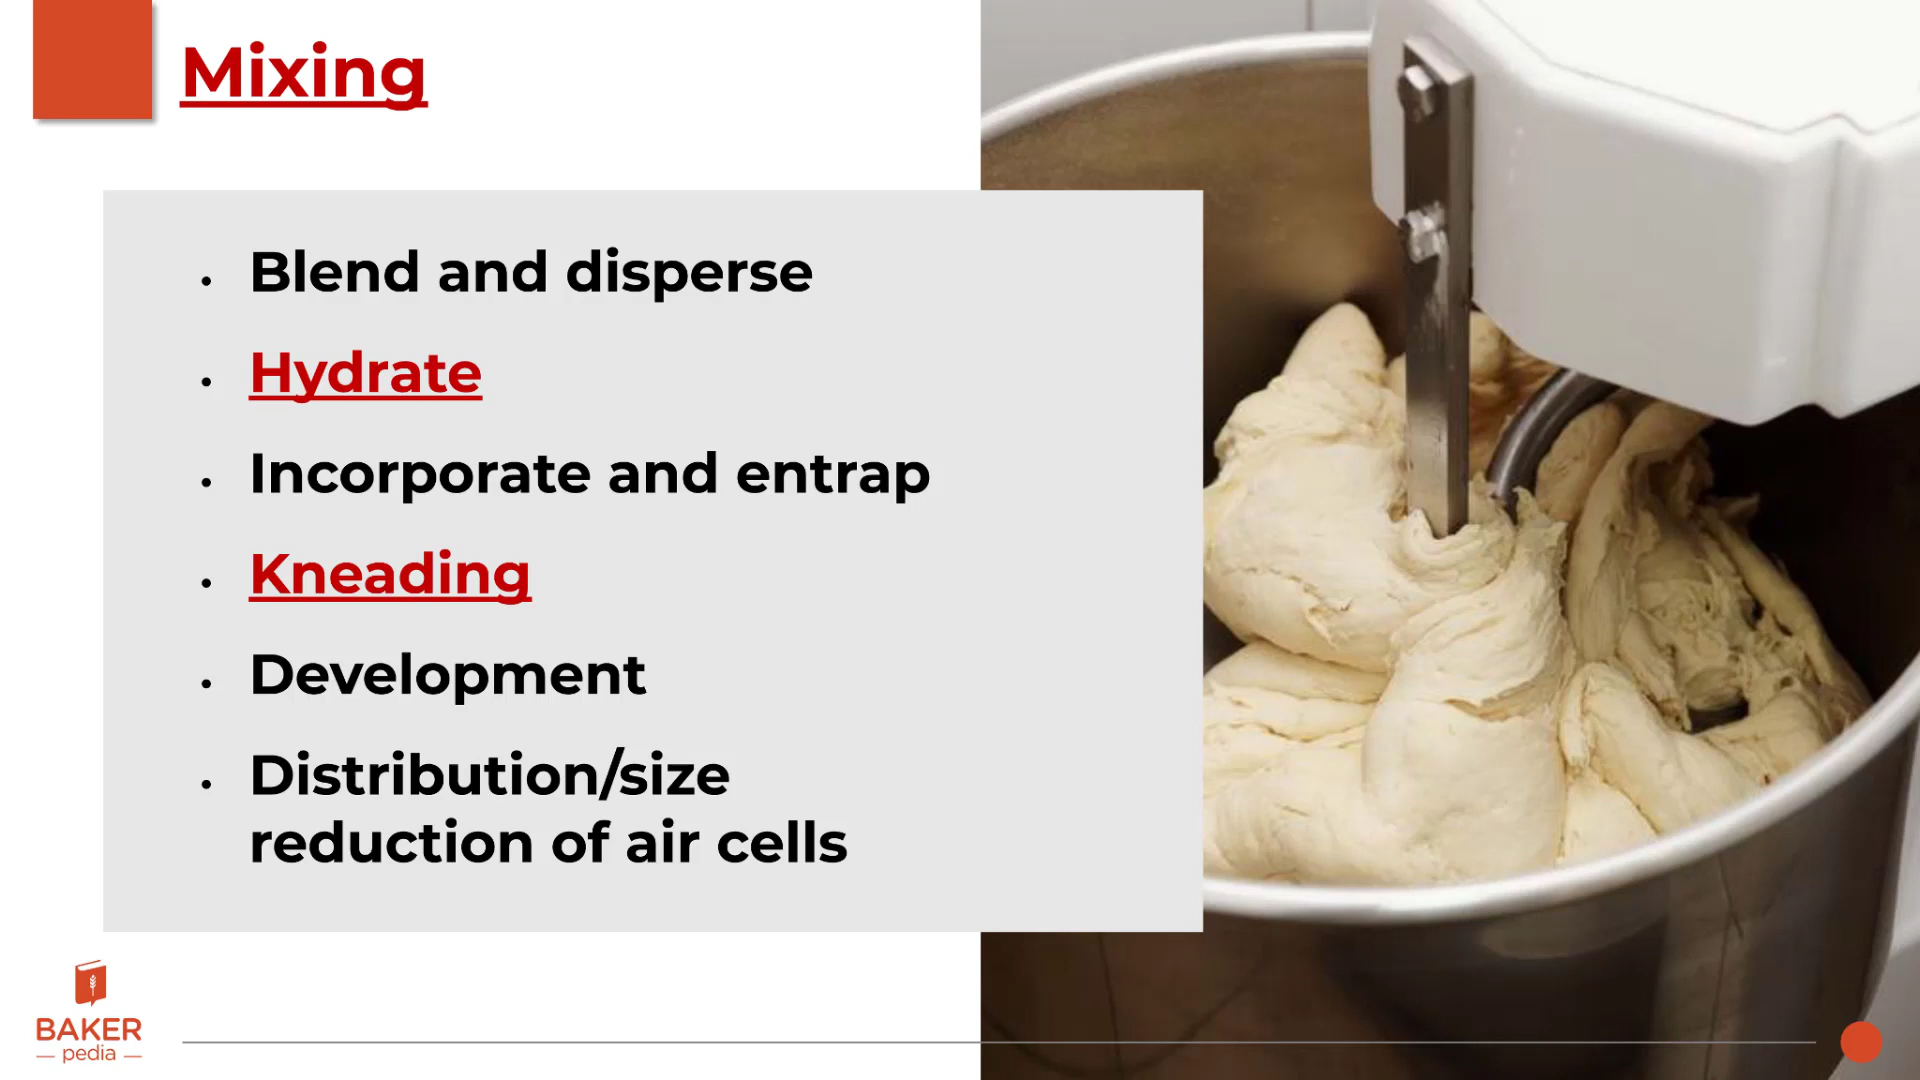 Mixing
• Blend and disperse
• Hydrate
• Incorporate and entrap
• Kneading
• Development
• Distribution/size
reduction of air cells
BAKER
pedia